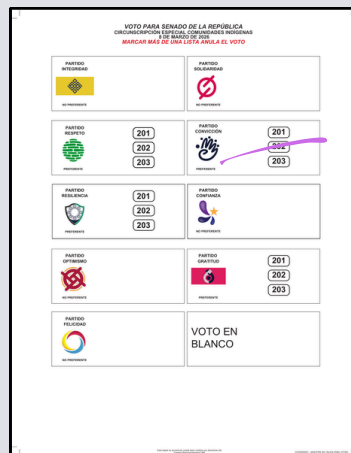 VOTO PARA SENADO DE LA REPÚBLICA
CIRCUNSCRIPCIÓN ESPECIAL COMUNIDADES INDÍGENAS
8 DE MARZO DE 2026
MARCAR MÁS DE UNA LISTA ANULA EL VOTO
PARTIDO
INTEGRIDAD
NO PREFERENTE
PARTIDO
SOLIDARIDAD
NO PREFERENTE
PARTIDO
RESPETO
201
202
203
PREFERENTE
PARTIDO
CONVICCIÓN
201
202
203
PREFERENTE
PARTIDO
RESILIENCIA
201
202
203
PREFERENTE
PARTIDO
CONFIANZA
NO PREFERENTE
PARTIDO
OPTIMISMO
NO PREFERENTE
PARTIDO
GRATITUD
201
202
203
PREFERENTE
PARTIDO
FELICIDAD
NO PREFERENTE
VOTO EN
BLANCO